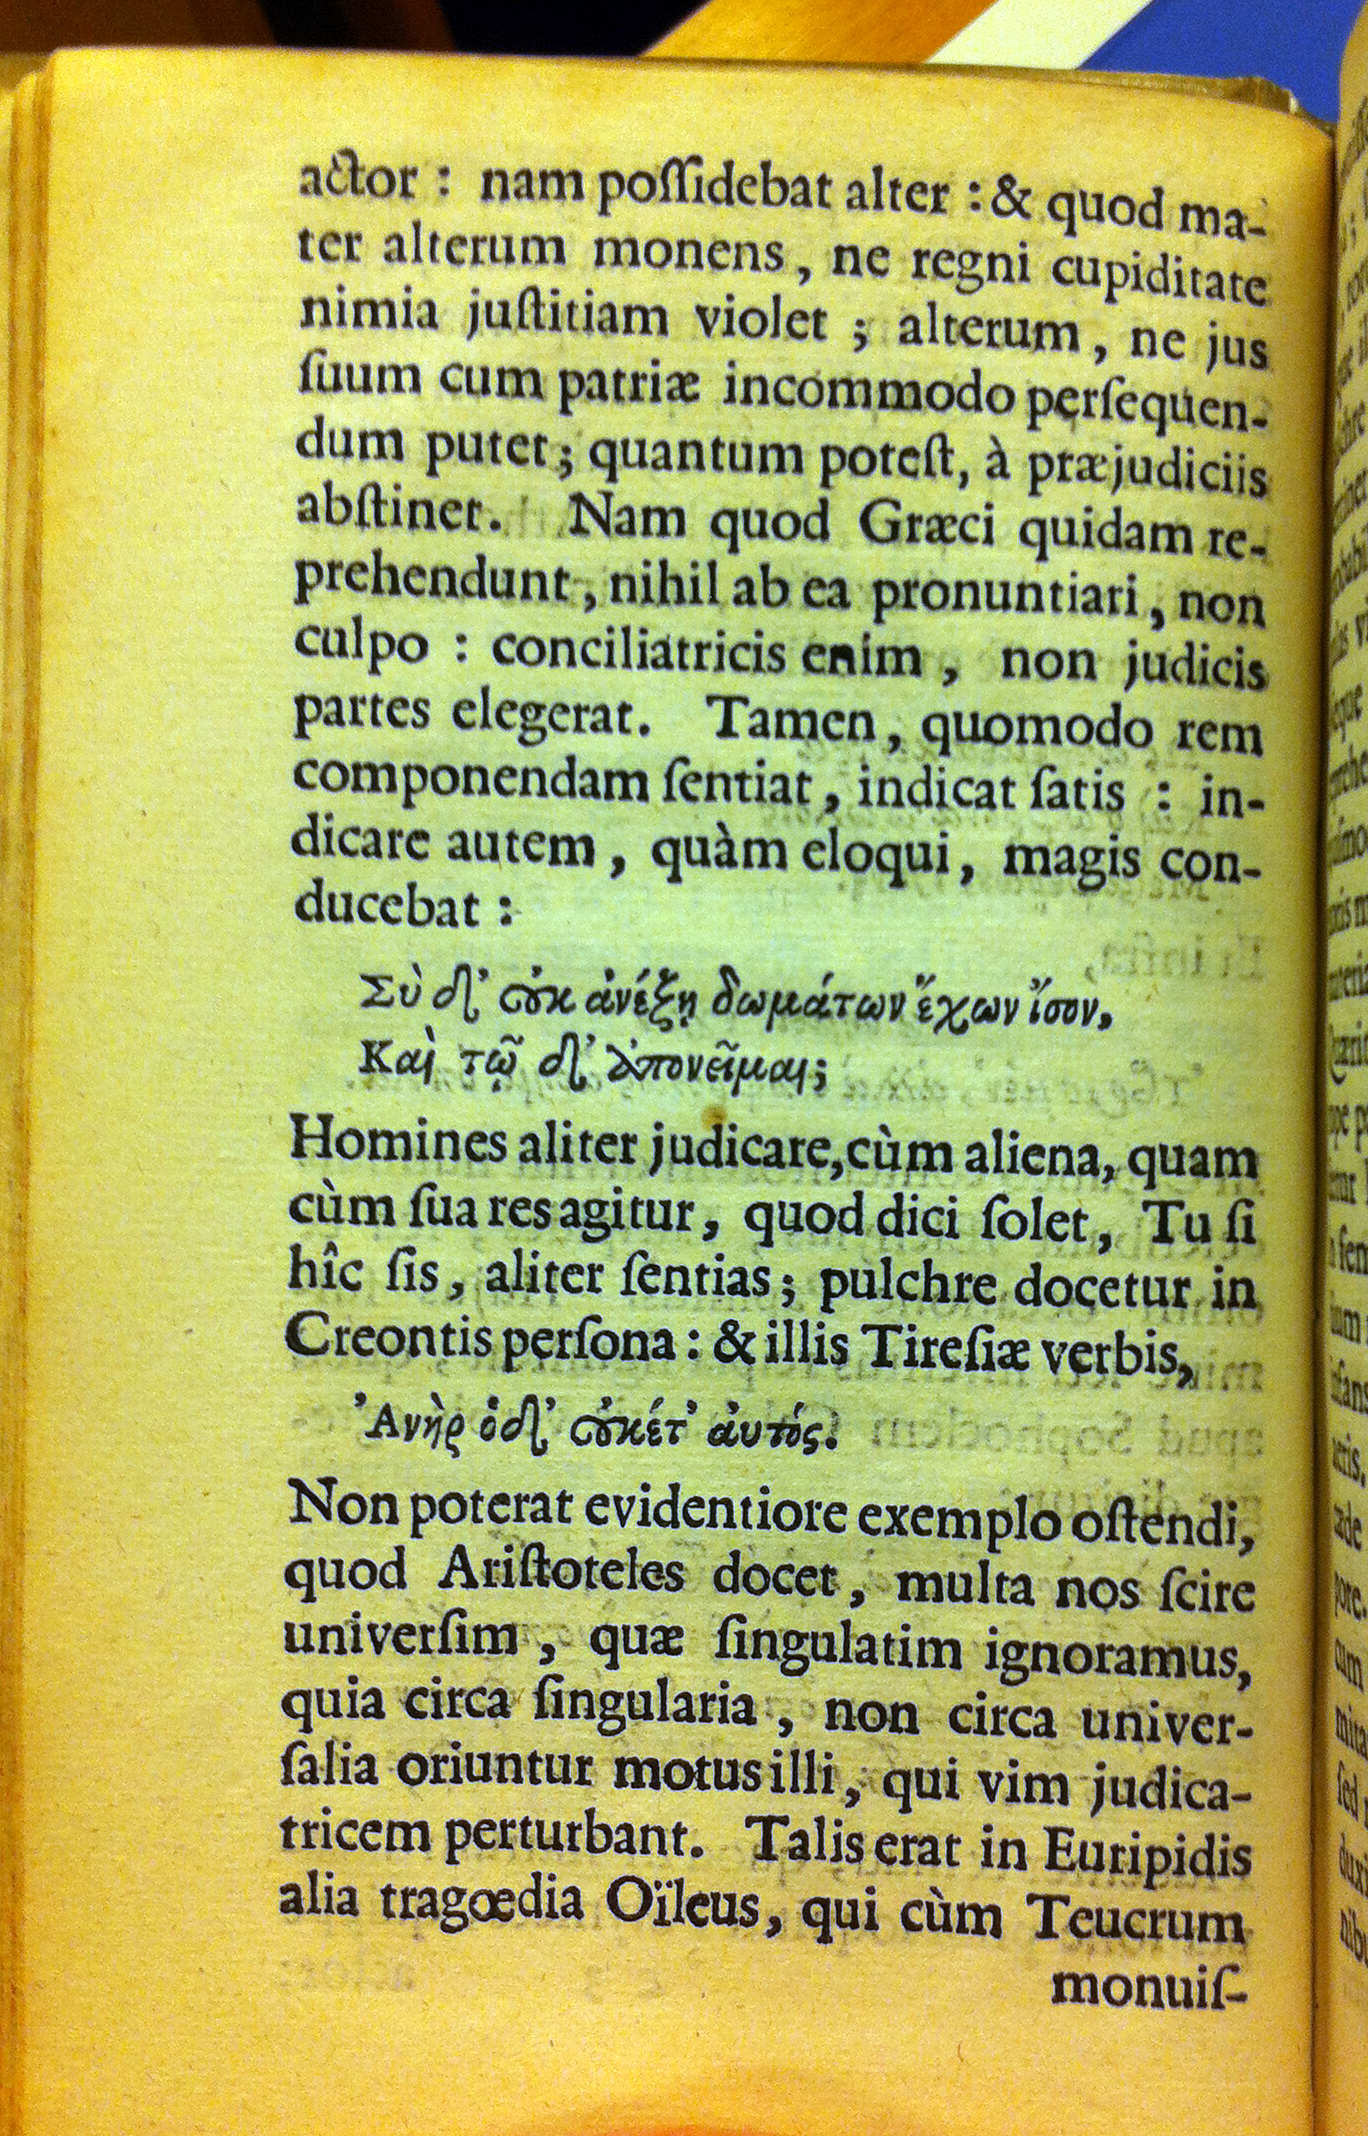 actor : nam poſſidebat alter : & quod ma-
ter alterum monens, ne regni cupiditate
nimia juſtitiam violet ; alterum, ne jus
ſuum cum patriæ incommodo perſequen-
dum putet; quantum poteſt, à præjudiciis
abſtinet. Nam quod Græci quidam re-
prehendunt, nihil ab ea pronuntiari, non
culpo : conciliatricis enim, non judicis
partes elegerat. Tamen, quomodo rem
componendam ſentiat, indicat ſatis : in-
dicare autem, quàm eloqui, magis con-
ducebat :
Σὺ δ' οὐκ ἀνέξῃ δωμάτων ἔχων ἴσον,
Καὶ τῷ δ' ἀπονεῖμαι;
Homines aliter judicare, cùm aliena, quam
cùm ſua res agitur, quod dici ſolet, Tu ſi
hîc ſis, aliter ſentias; pulchre docetur in
Creontis perſona : & illis Tireſiæ verbis,
Ἀνὴρ ὁδ' οὐκέτ' ἀυτός.
Non poterat evidentiore exemplo oſtendi,
quod Ariſtoteles docet, multa nos ſcire
univerſim, quæ ſingulatim ignoramus,
quia circa ſingularia, non circa univer-
ſalia oriuntur motus illi, qui vim judica-
tricem perturbant. Talis erat in Euripidis
alia tragœdia Oïleus, qui cùm Teucrum
monuiſ-